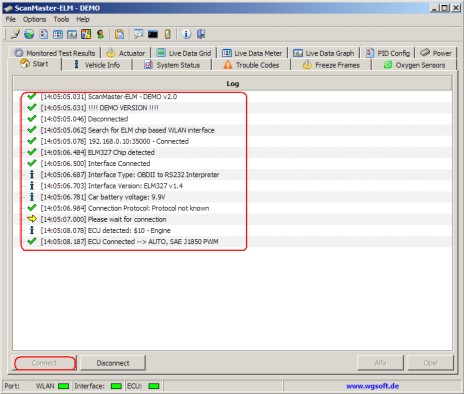 ScanMaster-ELM - DEMO
Options Tools Help
Monitored Test Results Actuator Live Data Grid Live Data Meter Live Data Graph PID Config Power
Start Vehicle Info System Status Trouble Codes Freeze Frames Oxygen Sensors
Log
[14:05:05.031] ScanMaster-ELM - DEMO v2.0
[14:05:05.031] !!!! DEMO VERSION !!!!
[14:05:05.046] Disconnected
[14:05:05.062] Search for ELM chip based WLAN interface
[14:05:05.078] 192.168.0.10:35000 - Connected
[14:05:06.484] ELM327 Chip detected
[14:05:06.500] Interface Connected
[14:05:06.687] Interface Type: OBDII to RS232 Interpreter
[14:05:06.703] Interface Version: ELM327 v1.4
[14:05:06.781] Car battery voltage: 9.9V
[14:05:06.984] Connection Protocol: Protocol not known
[14:05:07.000] Please wait for connection
[14:05:08.078] ECU detected: $10 - Engine
[14:05:08.187] ECU Connected --> AUTO, SAE J1850 PWM
Connect Disconnect Alfa Opel
Port: WLAN Interface: ECU: www.wgsoft.de